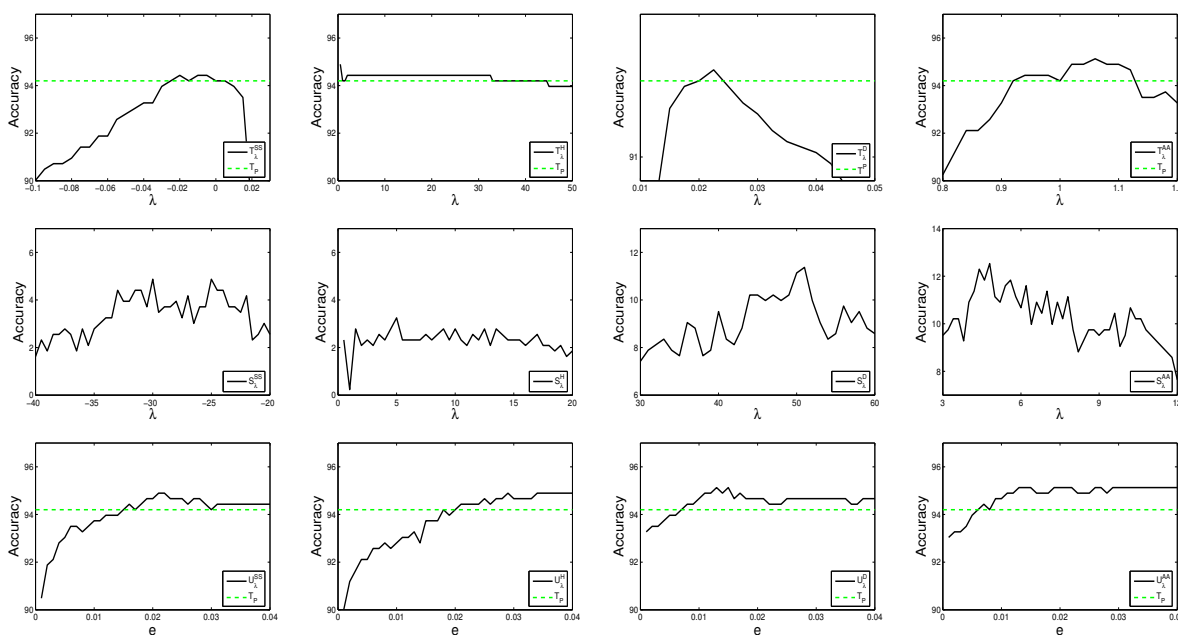 Accuracy
96
94
92
90
−0.1 −0.08 −0.06 −0.04 −0.02 0 0.02
λ
T_λ^SS
T_P
Accuracy
96
94
92
90
0 10 20 30 40 50
λ
T_λ^H
T_P
Accuracy
91
0.01 0.02 0.03 0.04 0.05
λ
T_λ^D
T^P
Accuracy
96
94
92
90
0.8 0.9 1 1.1
λ
T_λ^AA
T_P
Accuracy
6
4
2
0
−40 −35 −30 −25 −20
λ
S_λ^SS
Accuracy
6
4
2
0
0 5 10 15 20
λ
S_λ^H
Accuracy
12
10
8
6
30 40 50 60
λ
S_λ^D
Accuracy
14
12
10
8
6
3 6 9
λ
S_λ^AA
Accuracy
96
94
92
90
0 0.01 0.02 0.03 0.04
e
U_λ^SS
T_P
Accuracy
96
94
92
90
0 0.01 0.02 0.03 0.04
e
U_λ^H
T_P
Accuracy
96
94
92
90
0 0.01 0.02 0.03 0.04
e
U_λ^D
T_P
Accuracy
96
94
92
90
0 0.01 0.02 0.03
e
U_λ^AA
T_P